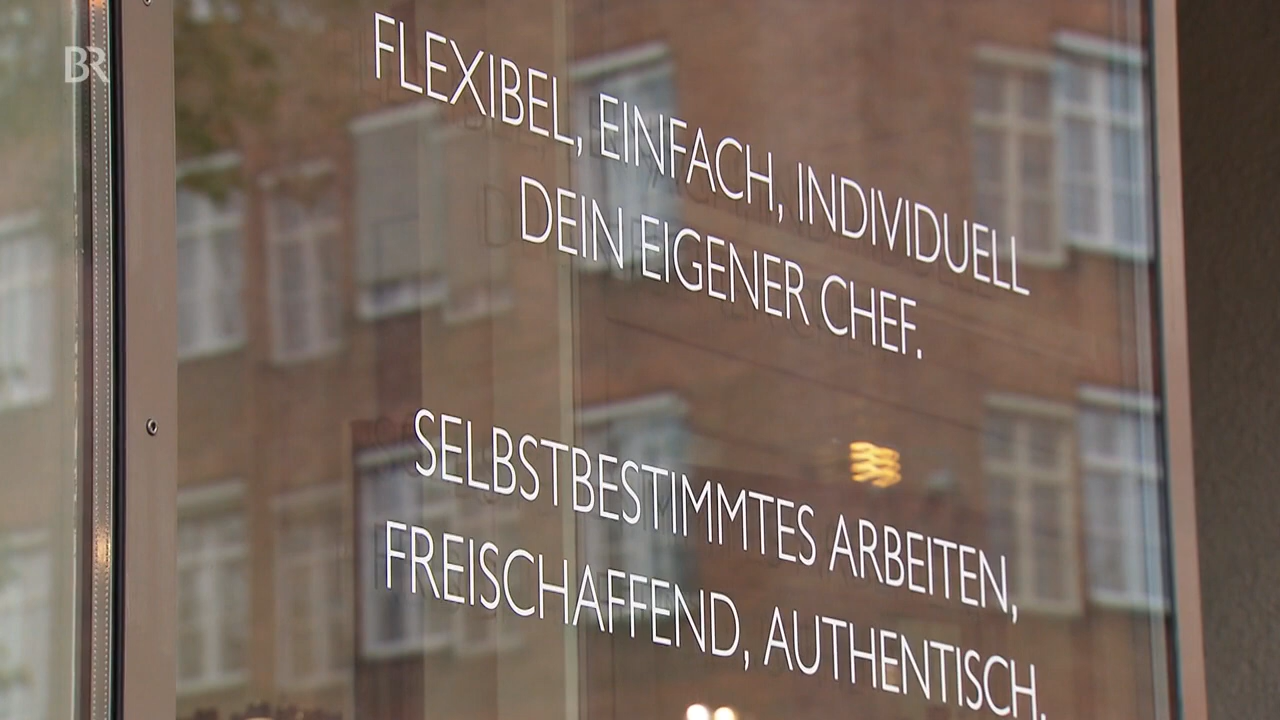 BR
FLEXIBEL, EINFACH, INDIVIDUELL
DEIN EIGENER CHEF.
SELBSTBESTIMMTES ARBEITEN,
FREISCHAFFEND, AUTHENTISCH.